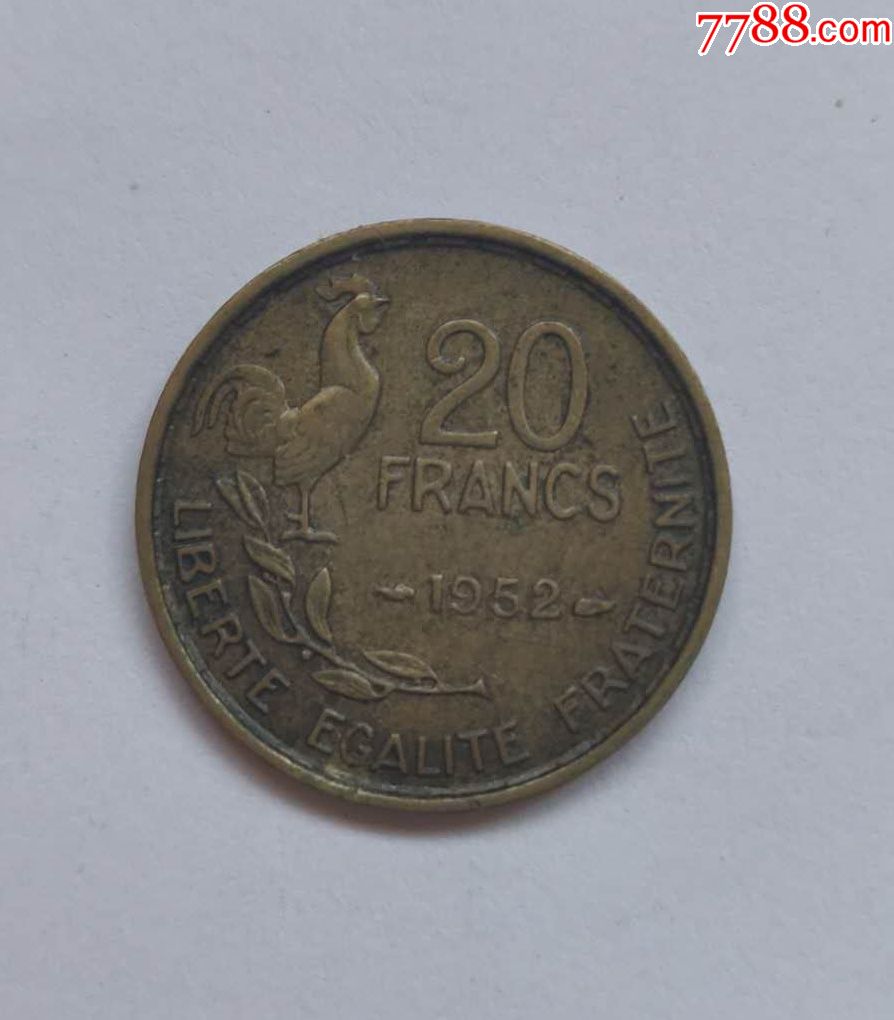 7788.com
20
FRANCS
1952
LIBERTE EGALITE FRATERNITE